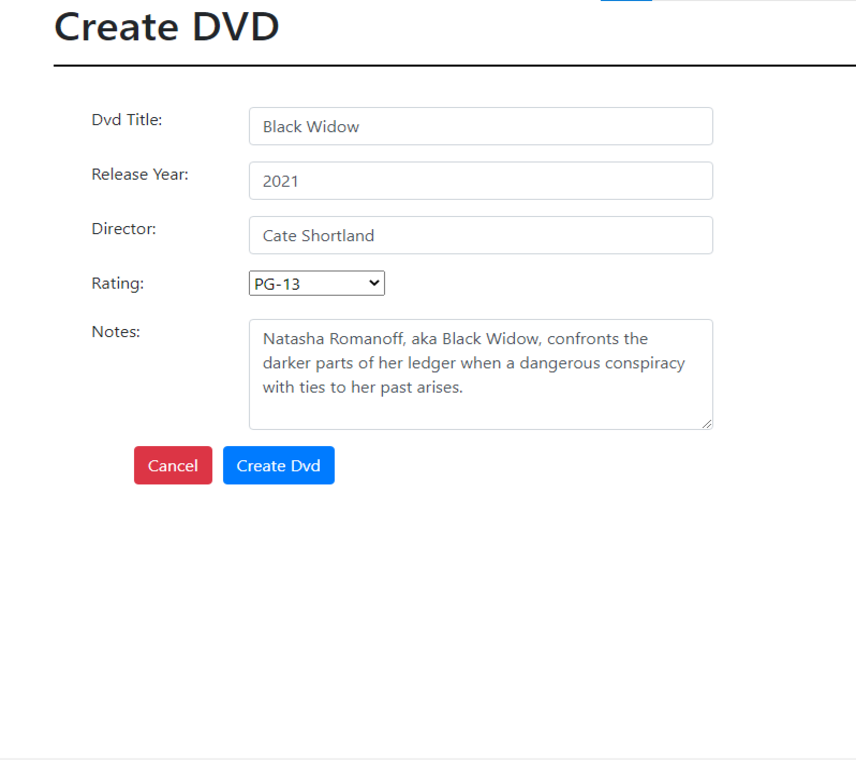 Create DVD
Dvd Title:
Black Widow
Release Year:
2021
Director:
Cate Shortland
Rating:
PG-13
Notes:
Natasha Romanoff, aka Black Widow, confronts the
darker parts of her ledger when a dangerous conspiracy
with ties to her past arises.
Cancel
Create Dvd